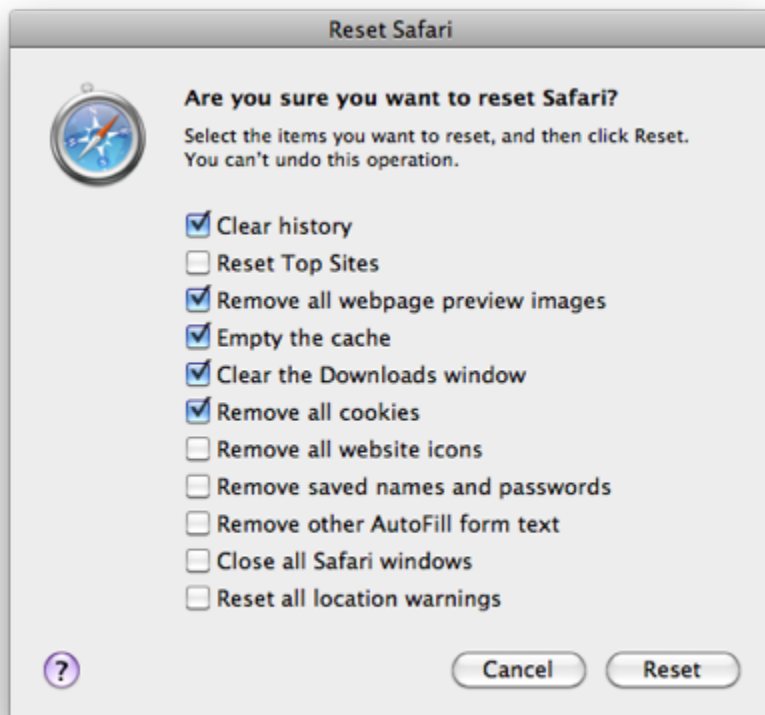 Reset Safari
Are you sure you want to reset Safari?
Select the items you want to reset, and then click Reset.
You can't undo this operation.
Clear history
Reset Top Sites
Remove all webpage preview images
Empty the cache
Clear the Downloads window
Remove all cookies
Remove all website icons
Remove saved names and passwords
Remove other AutoFill form text
Close all Safari windows
Reset all location warnings
? Cancel Reset